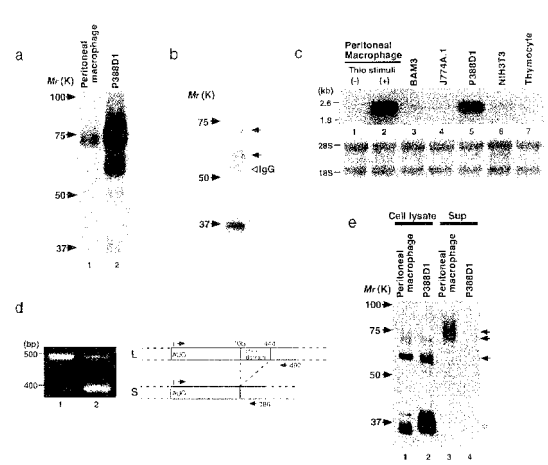 a
Mr(K)
Peritoneal
macrophage
P388D1
100
75
50
37
1 2
b
Mr(K)
75
50
37
IgG
c
Peritoneal
Macrophage
Thio stimuli
(-) (+)
BAM3
J774A.1
P388D1
NIH3T3
Thymocyte
(kb)
2.6
1.9
1 2 3 4 5 6 7
28S
18S
d
(bp)
500
400
1 2
L
AUG
S
AUG
e
Cell lysate Sup
Mr(K)
Peritoneal
macrophage
P388D1
Peritoneal
macrophage
P388D1
100
75
50
37
1 2 3 4